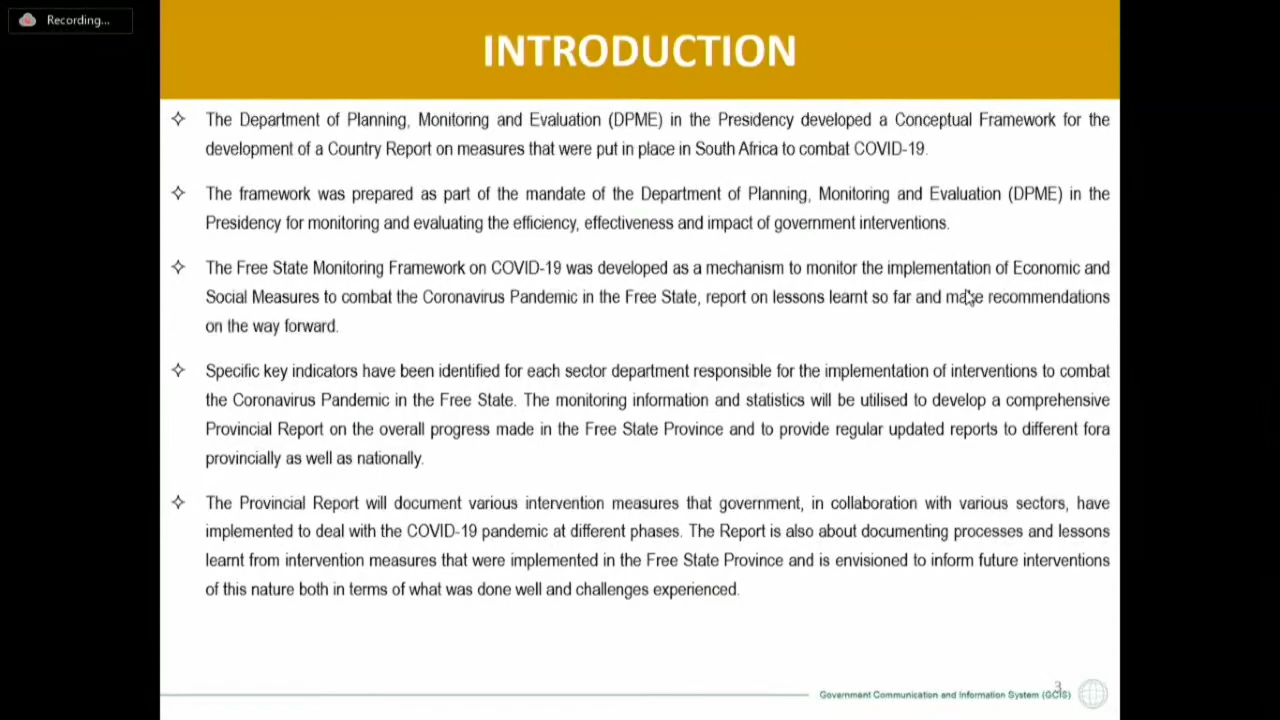 Recording...
INTRODUCTION
The Department of Planning, Monitoring and Evaluation (DPME) in the Presidency developed a Conceptual Framework for the
development of a Country Report on measures that were put in place in South Africa to combat COVID-19.
The framework was prepared as part of the mandate of the Department of Planning, Monitoring and Evaluation (DPME) in the
Presidency for monitoring and evaluating the efficiency, effectiveness and impact of government interventions.
The Free State Monitoring Framework on COVID-19 was developed as a mechanism to monitor the implementation of Economic and
Social Measures to combat the Coronavirus Pandemic in the Free State, report on lessons learnt so far and make recommendations
on the way forward.
Specific key indicators have been identified for each sector department responsible for the implementation of interventions to combat
the Coronavirus Pandemic in the Free State. The monitoring information and statistics will be utilised to develop a comprehensive
Provincial Report on the overall progress made in the Free State Province and to provide regular updated reports to different fora
provincially as well as nationally.
The Provincial Report will document various intervention measures that government, in collaboration with various sectors, have
implemented to deal with the COVID-19 pandemic at different phases. The Report is also about documenting processes and lessons
learnt from intervention measures that were implemented in the Free State Province and is envisioned to inform future interventions
of this nature both in terms of what was done well and challenges experienced.
3
Government Communication and Information System (GCIS)